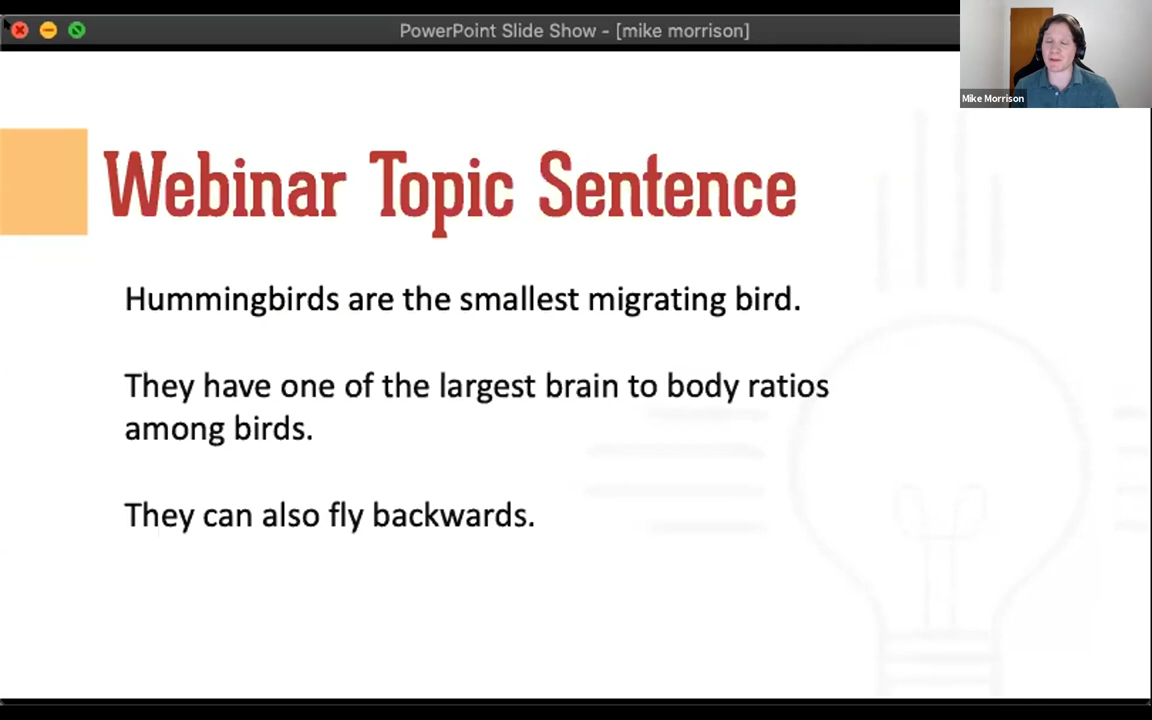 PowerPoint Slide Show - [mike morrison]
Mike Morrison
Webinar Topic Sentence
Hummingbirds are the smallest migrating bird.
They have one of the largest brain to body ratios
among birds.
They can also fly backwards.